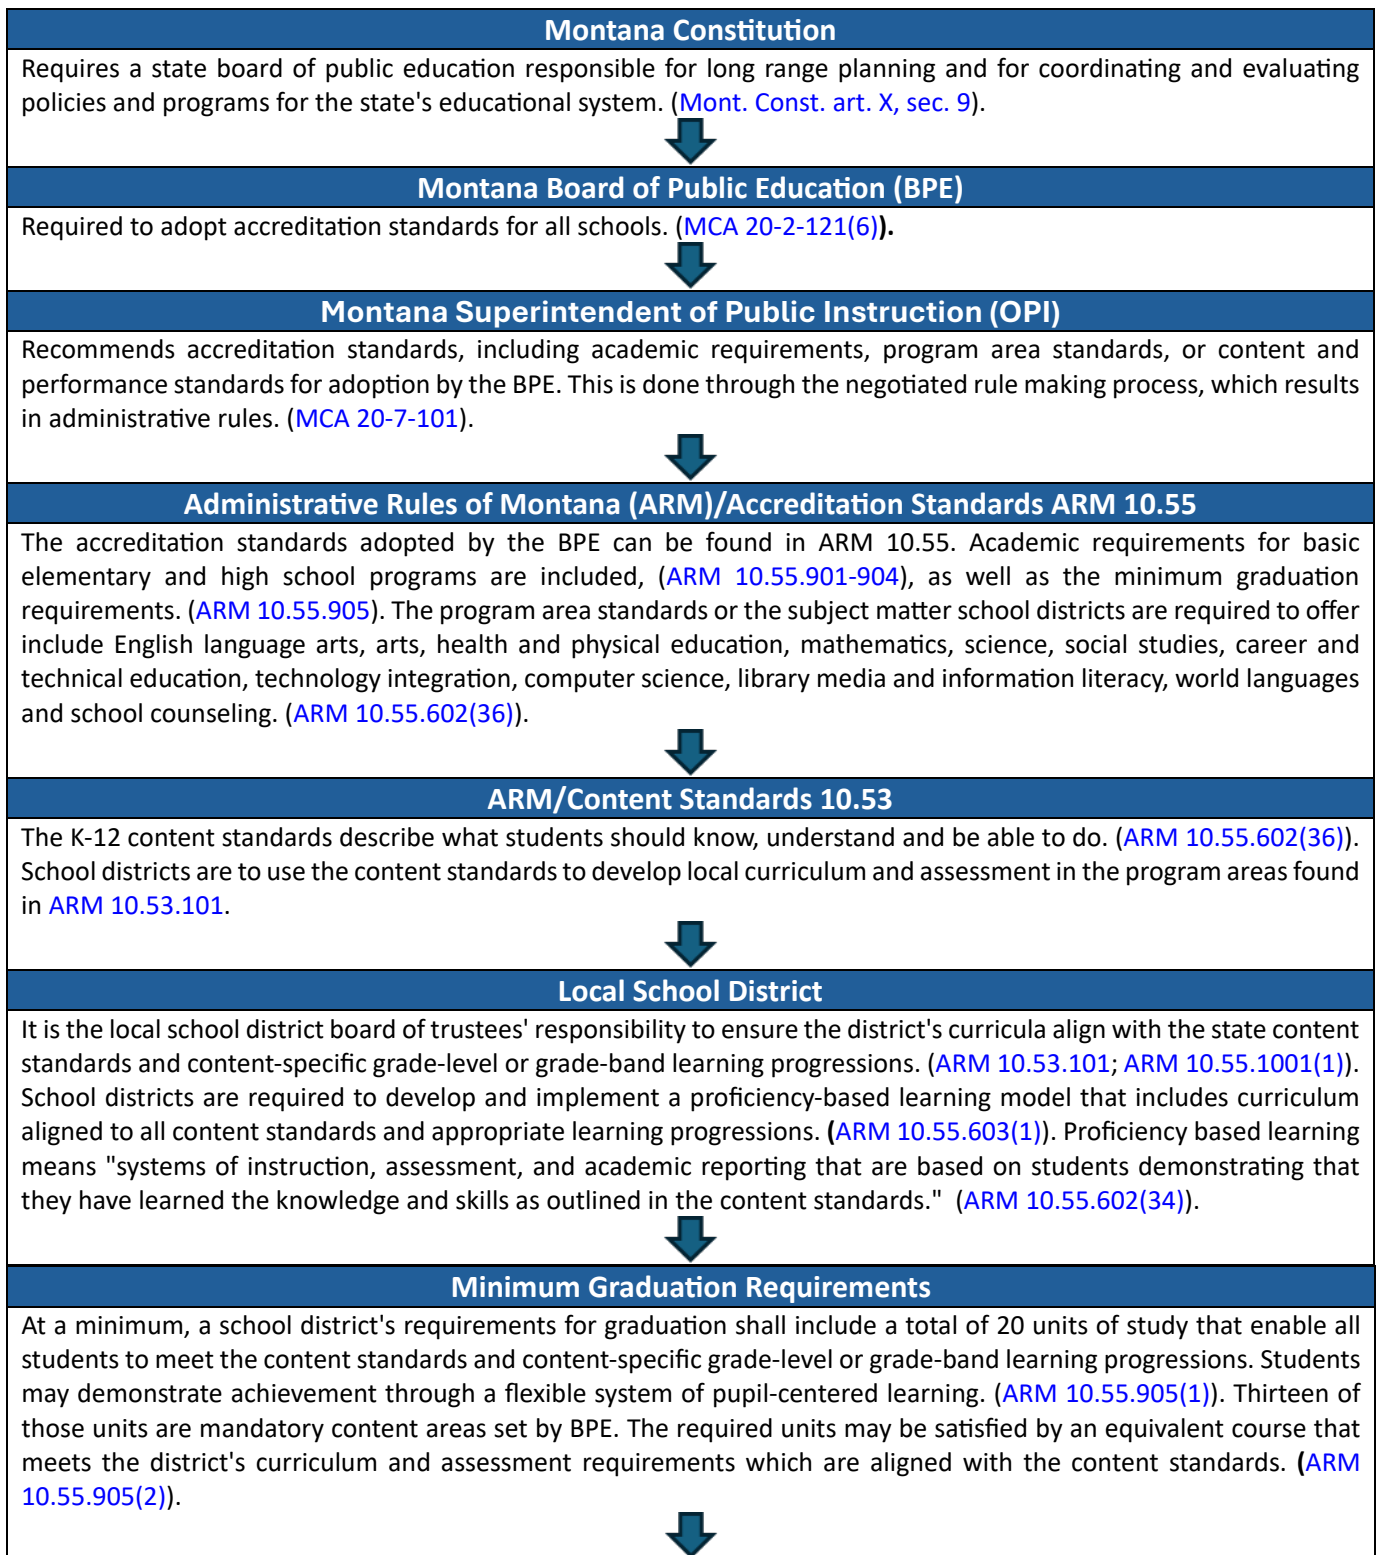 Montana Constitution
Requires a state board of public education responsible for long range planning and for coordinating and evaluating
policies and programs for the state's educational system. (Mont. Const. art. X, sec. 9).
Montana Board of Public Education (BPE)
Required to adopt accreditation standards for all schools. (MCA 20-2-121(6)).
Montana Superintendent of Public Instruction (OPI)
Recommends accreditation standards, including academic requirements, program area standards, or content and
performance standards for adoption by the BPE. This is done through the negotiated rule making process, which results
in administrative rules. (MCA 20-7-101).
Administrative Rules of Montana (ARM)/Accreditation Standards ARM 10.55
The accreditation standards adopted by the BPE can be found in ARM 10.55. Academic requirements for basic
elementary and high school programs are included, (ARM 10.55.901-904), as well as the minimum graduation
requirements. (ARM 10.55.905). The program area standards or the subject matter school districts are required to offer
include English language arts, arts, health and physical education, mathematics, science, social studies, career and
technical education, technology integration, computer science, library media and information literacy, world languages
and school counseling. (ARM 10.55.602(36)).
ARM/Content Standards 10.53
The K-12 content standards describe what students should know, understand and be able to do. (ARM 10.55.602(36)).
School districts are to use the content standards to develop local curriculum and assessment in the program areas found
in ARM 10.53.101.
Local School District
It is the local school district board of trustees' responsibility to ensure the district's curricula align with the state content
standards and content-specific grade-level or grade-band learning progressions. (ARM 10.53.101; ARM 10.55.1001(1)).
School districts are required to develop and implement a proficiency-based learning model that includes curriculum
aligned to all content standards and appropriate learning progressions. (ARM 10.55.603(1)). Proficiency based learning
means "systems of instruction, assessment, and academic reporting that are based on students demonstrating that
they have learned the knowledge and skills as outlined in the content standards." (ARM 10.55.602(34)).
Minimum Graduation Requirements
At a minimum, a school district's requirements for graduation shall include a total of 20 units of study that enable all
students to meet the content standards and content-specific grade-level or grade-band learning progressions. Students
may demonstrate achievement through a flexible system of pupil-centered learning. (ARM 10.55.905(1)). Thirteen of
those units are mandatory content areas set by BPE. The required units may be satisfied by an equivalent course that
meets the district's curriculum and assessment requirements which are aligned with the content standards. (ARM
10.55.905(2)).